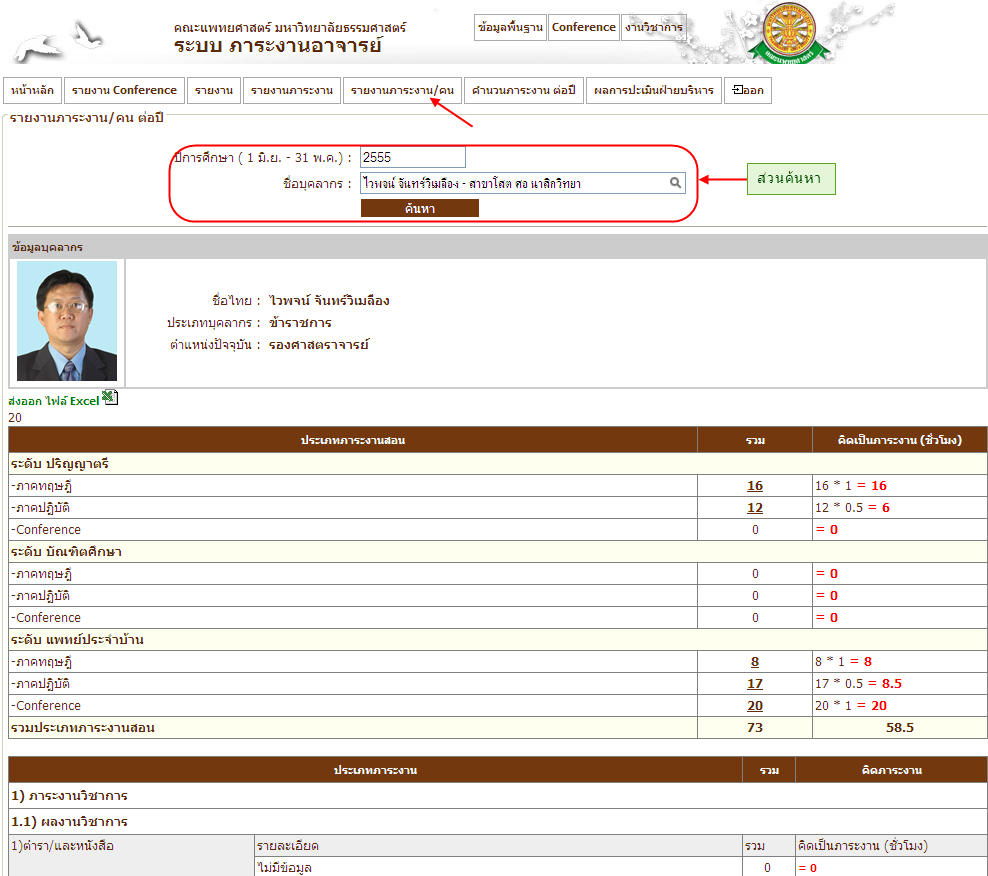 คณะแพทยศาสตร์ มหาวิทยาลัยธรรมศาสตร์
ระบบ ภาระงานอาจารย์
ข้อมูลพื้นฐาน Conference งานวิชาการ
หน้าหลัก รายงาน Conference รายงาน รายงานภาระงาน รายงานภาระงาน/คน คำนวนภาระงาน ต่อปี ผลการประเมินฝ่ายบริหาร ออก
รายงานภาระงาน/คน ต่อปี
ปีการศึกษา ( 1 มิ.ย. - 31 พ.ค.) : 2555
ชื่อบุคลากร : ไวพจน์ จันทร์วิเมลือง - สาขาโสต ศอ นาสิกวิทยา
ส่วนค้นหา
ค้นหา
ข้อมูลบุคลากร
ชื่อไทย : ไวพจน์ จันทร์วิเมลือง
ประเภทบุคลากร : ข้าราชการ
ตำแหน่งปัจจุบัน : รองศาสตราจารย์
ส่งออก ไฟล์ Excel
20
ประเภทภาระงานสอน รวม คิดเป็นภาระงาน (ชั่วโมง)
ระดับ ปริญญาตรี
-ภาคทฤษฎี 16 16 * 1 = 16
-ภาคปฏิบัติ 12 12 * 0.5 = 6
-Conference 0 = 0
ระดับ บัณฑิตศึกษา
-ภาคทฤษฎี 0 = 0
-ภาคปฏิบัติ 0 = 0
-Conference 0 = 0
ระดับ แพทย์ประจำบ้าน
-ภาคทฤษฎี 8 8 * 1 = 8
-ภาคปฏิบัติ 17 17 * 0.5 = 8.5
-Conference 20 20 * 1 = 20
รวมประเภทภาระงานสอน 73 58.5
ประเภทภาระงาน รวม คิดภาระงาน
1) ภาระงานวิชาการ
1.1) ผลงานวิชาการ
1)ตำรา/และหนังสือ รายละเอียด รวม คิดเป็นภาระงาน (ชั่วโมง)
ไม่มีข้อมูล 0 = 0